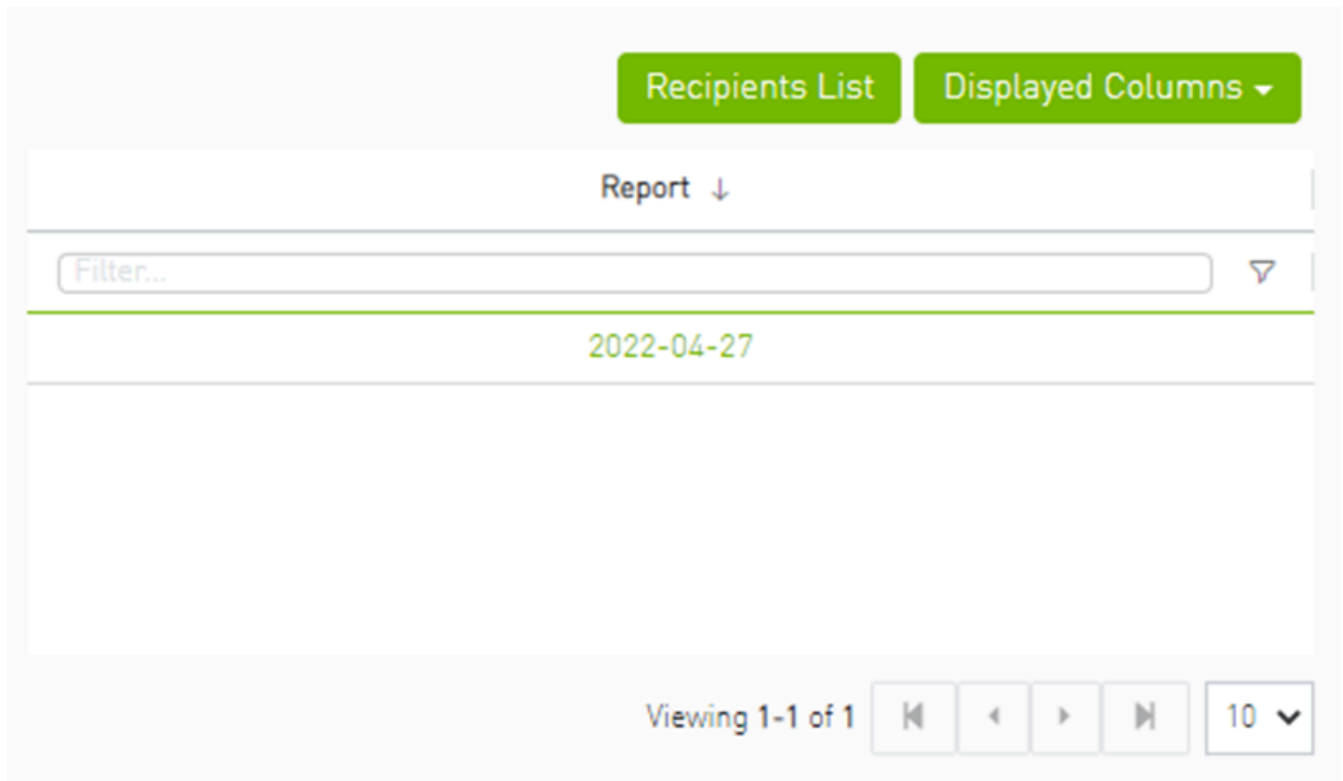 Recipients List Displayed Columns
Report ↓
Filter...
2022-04-27
Viewing 1-1 of 1 10